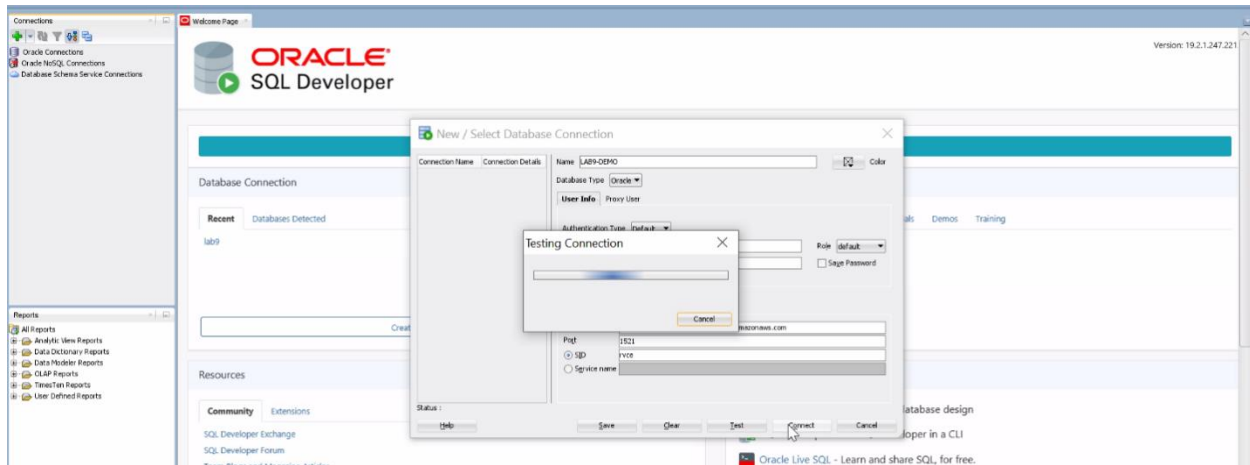 Connections
Welcome Page
Oracle Connections
Oracle NoSQL Connections
Database Schema Service Connections
ORACLE
SQL Developer
Version: 19.2.1.247.221
New / Select Database Connection
Connection Name Connection Details
Name LAB9-DEMO
Color
Database Type Oracle
User Info Proxy User
Database Connection
Recent Databases Detected
lab9
Demos Training
Authentication Type Default
Testing Connection
Role default
Save Password
Cancel
Port 1521
SID rvce
Service name
Reports
All Reports
Analytic View Reports
Data Dictionary Reports
Data Modeler Reports
OLAP Reports
TimesTen Reports
User Defined Reports
Resources
Community Extensions
SQL Developer Exchange
SQL Developer Forum
Status :
Help Save Clear Test Connect Cancel
database design
in a CLI
Oracle Live SQL - Learn and share SQL, for free.